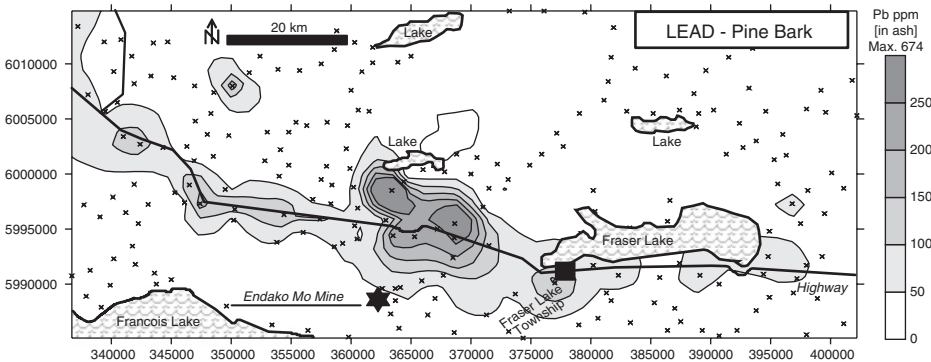 LEAD - Pine Bark
Pb ppm
[in ash]
Max. 674
20 km
N
Lake
6010000
6005000
6000000
5995000
5990000
Lake
Lake
Fraser Lake
Endako Mo Mine
Fraser Lake
Township
Highway
Francois Lake
250
200
150
100
50
0
340000 345000 350000 355000 360000 365000 370000 375000 380000 385000 390000 395000 400000